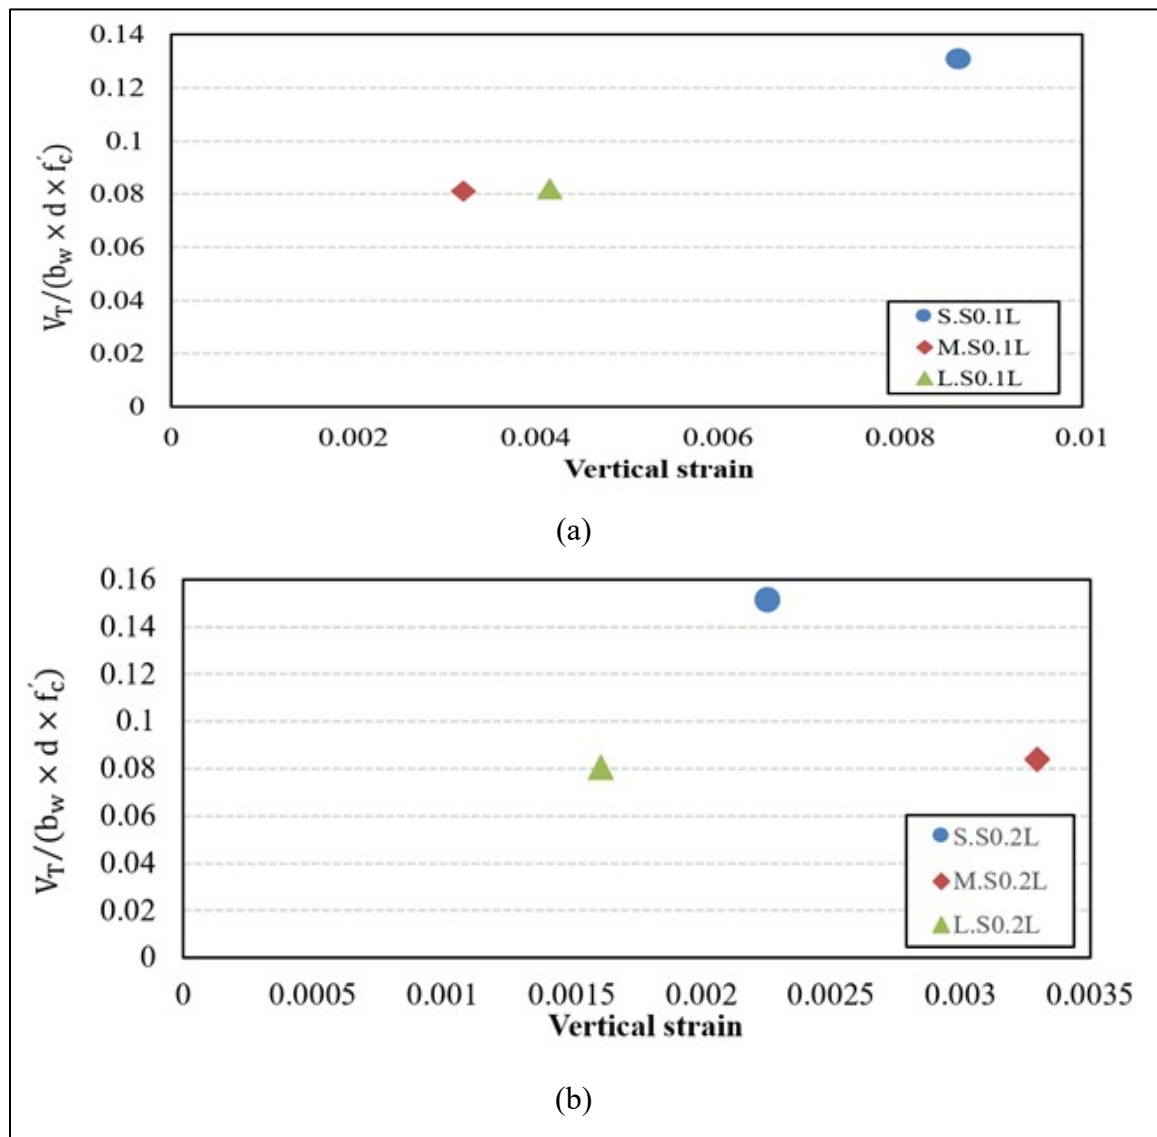 0.14
0.12
0.1
0.08
0.06
0.04
0.02
0
V_T/(b_w × d × f′_c)
S.S0.1L
M.S0.1L
L.S0.1L
0 0.002 0.004 0.006 0.008 0.01
Vertical strain
(a)
0.16
0.14
0.12
0.1
0.08
0.06
0.04
0.02
0
V_T/(b_w × d × f′_c)
S.S0.2L
M.S0.2L
L.S0.2L
0 0.0005 0.001 0.0015 0.002 0.0025 0.003 0.0035
Vertical strain
(b)